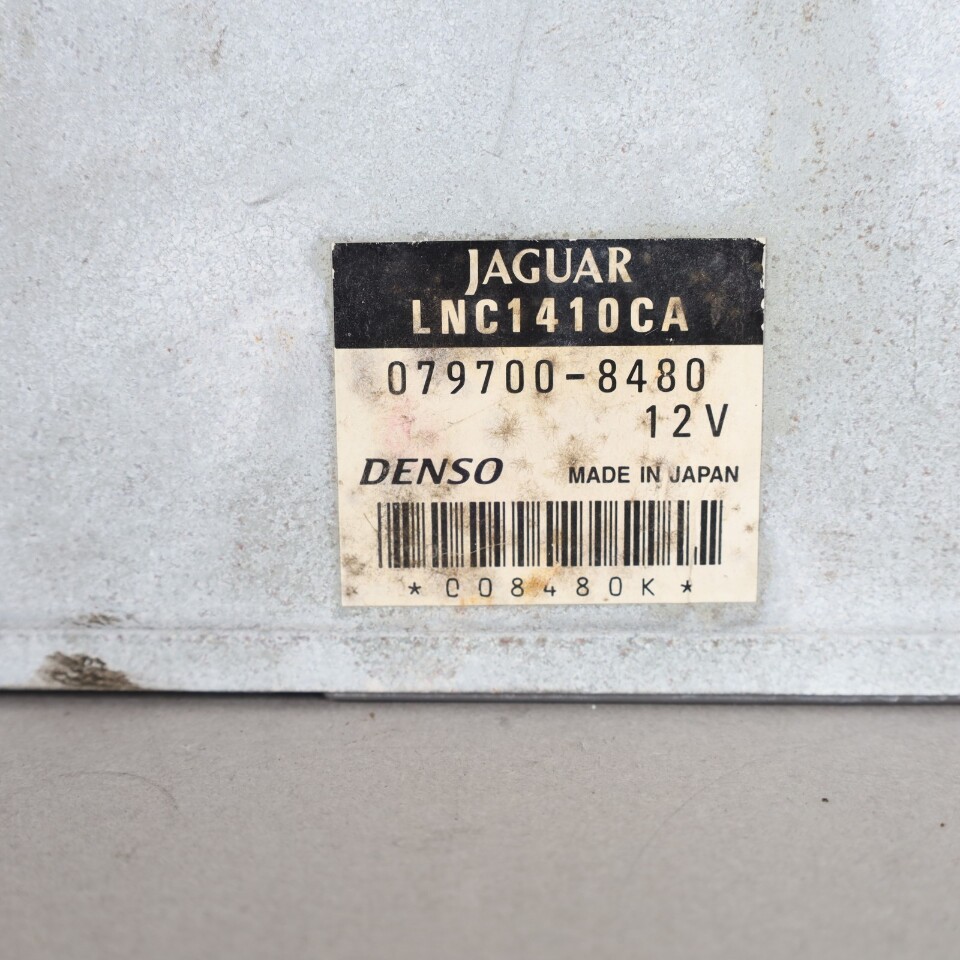 JAGUAR
LNC1410CA
079700-8480
12V
DENSO MADE IN JAPAN
*C08480K*